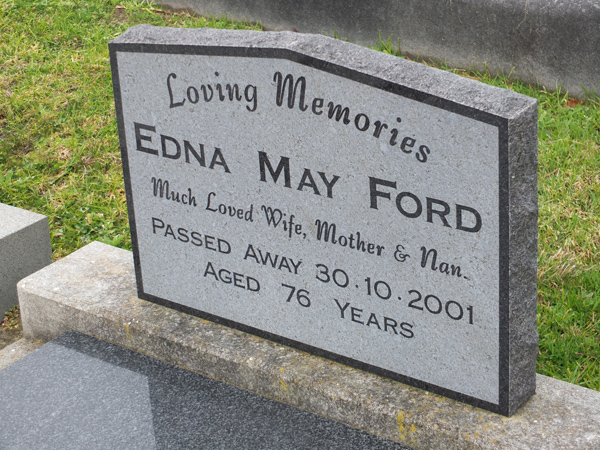 Loving Memories
EDNA MAY FORD
Much Loved Wife, Mother & Nan.
PASSED AWAY 30·10·2001
AGED 76 YEARS